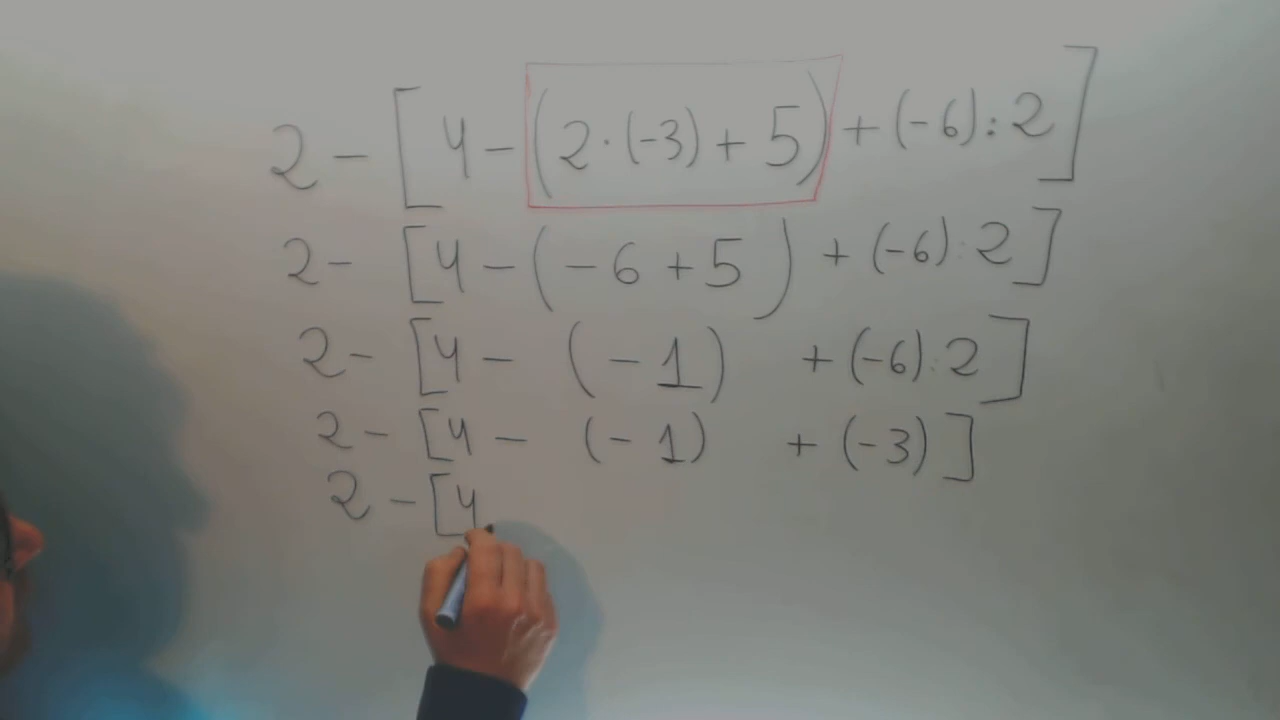 2 - [4 - (2·(-3) + 5) + (-6):2]
2 - [4 - (-6 + 5) + (-6):2]
2 - [4 - (-1) + (-6):2]
2 - [4 - (-1) + (-3)]
2 - [4